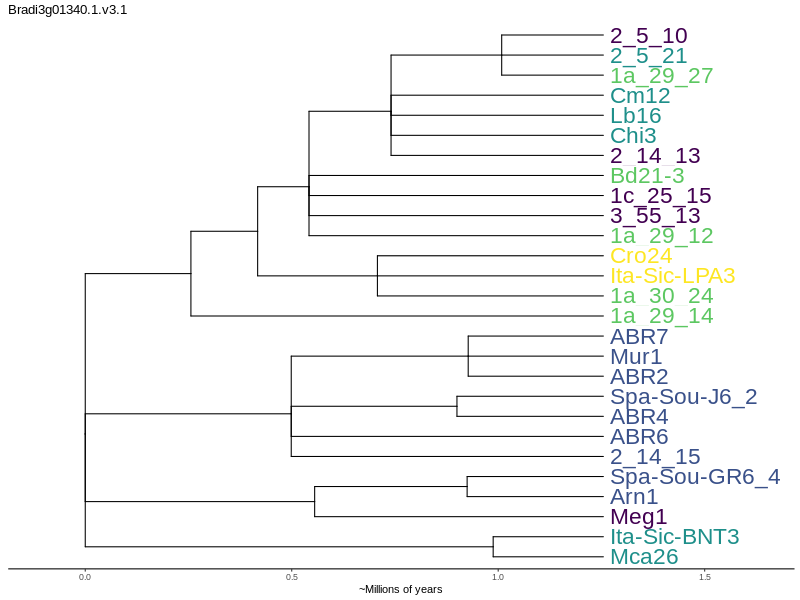 Bradi3g01340.1.v3.1
2_5_10
2_5_21
1a_29_27
Cm12
Lb16
Chi3
2_14_13
Bd21-3
1c_25_15
3_55_13
1a_29_12
Cro24
Ita-Sic-LPA3
1a_30_24
1a_29_14
ABR7
Mur1
ABR2
Spa-Sou-J6_2
ABR4
ABR6
2_14_15
Spa-Sou-GR6_4
Arn1
Meg1
Ita-Sic-BNT3
Mca26
0.0 0.5 1.0 1.5
~Millions of years